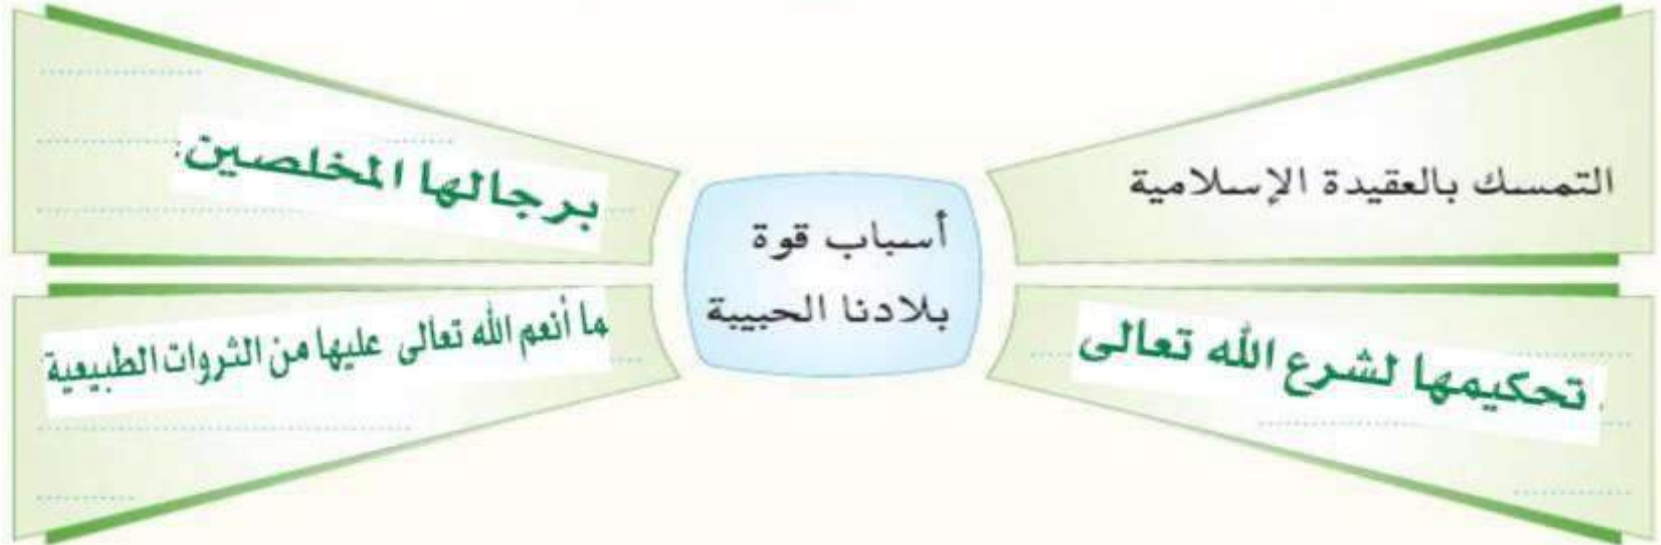 التمسك بالعقيدة الإسلامية
برجالها المخلصين.
أسباب قوة
بلادنا الحبيبة
تحكيمها لشرع الله تعالى
ما أنعم الله تعالى عليها من الثروات الطبيعية